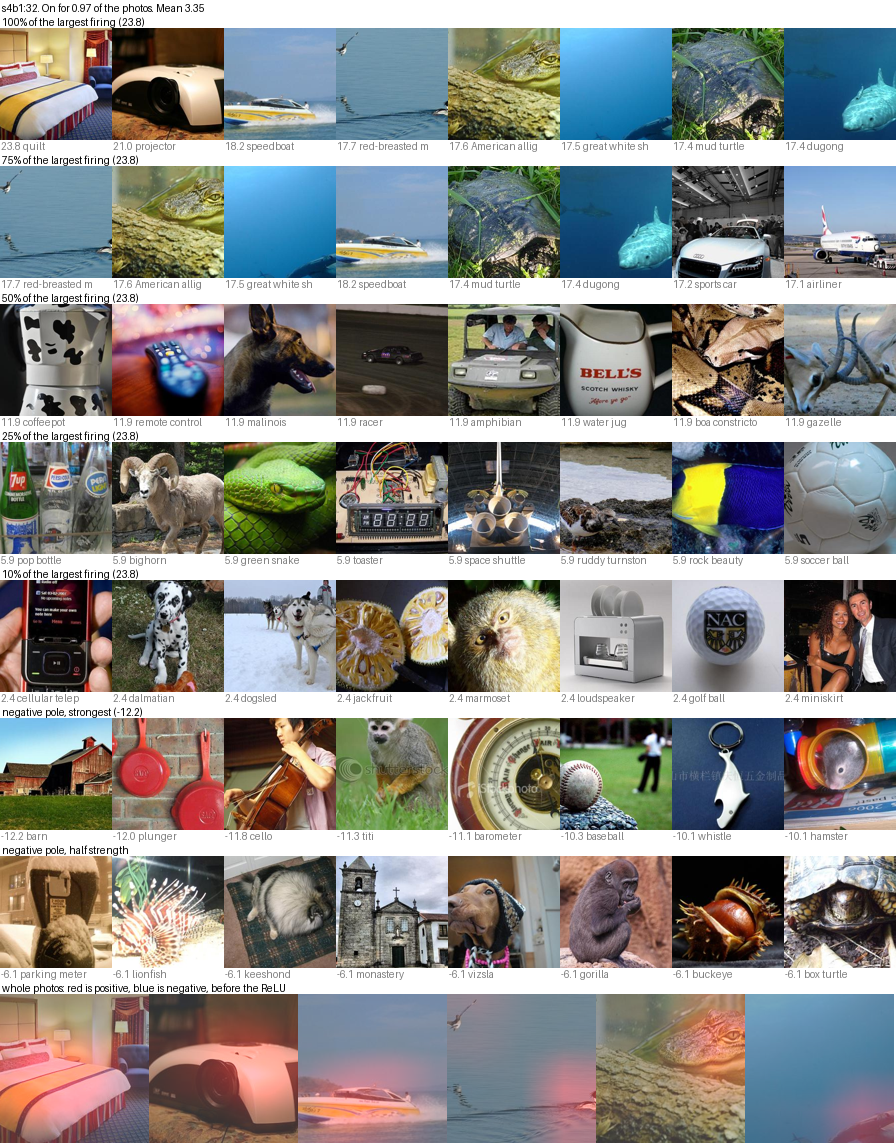 s4b1:32. On for 0.97 of the photos. Mean 3.35
100% of the largest firing (23.8)
23.8 quilt
21.0 projector
18.2 speedboat
17.7 red-breasted m
17.6 American allig
17.5 great white sh
17.4 mud turtle
17.4 dugong
75% of the largest firing (23.8)
17.7 red-breasted m
17.6 American allig
17.5 great white sh
18.2 speedboat
17.4 mud turtle
17.4 dugong
17.2 sports car
17.1 airliner
50% of the largest firing (23.8)
BELL'S
SCOTCH WHISKY
11.9 coffeepot
11.9 remote control
11.9 malinois
11.9 racer
11.9 amphibian
11.9 water jug
11.9 boa constricto
11.9 gazelle
25% of the largest firing (23.8)
7up
5.9 pop bottle
5.9 bighorn
5.9 green snake
5.9 toaster
5.9 space shuttle
5.9 ruddy turnston
5.9 rock beauty
5.9 soccer ball
10% of the largest firing (23.8)
NAC
2.4 cellular telep
2.4 dalmatian
2.4 dogsled
2.4 jackfruit
2.4 marmoset
2.4 loudspeaker
2.4 golf ball
2.4 miniskirt
negative pole, strongest (-12.2)
shutterstock
-12.2 barn
-12.0 plunger
-11.8 cello
-11.3 titi
-11.1 barometer
-10.3 baseball
-10.1 whistle
-10.1 hamster
negative pole, half strength
-6.1 parking meter
-6.1 lionfish
-6.1 keeshond
-6.1 monastery
-6.1 vizsla
-6.1 gorilla
-6.1 buckeye
-6.1 box turtle
whole photos: red is positive, blue is negative, before the ReLU